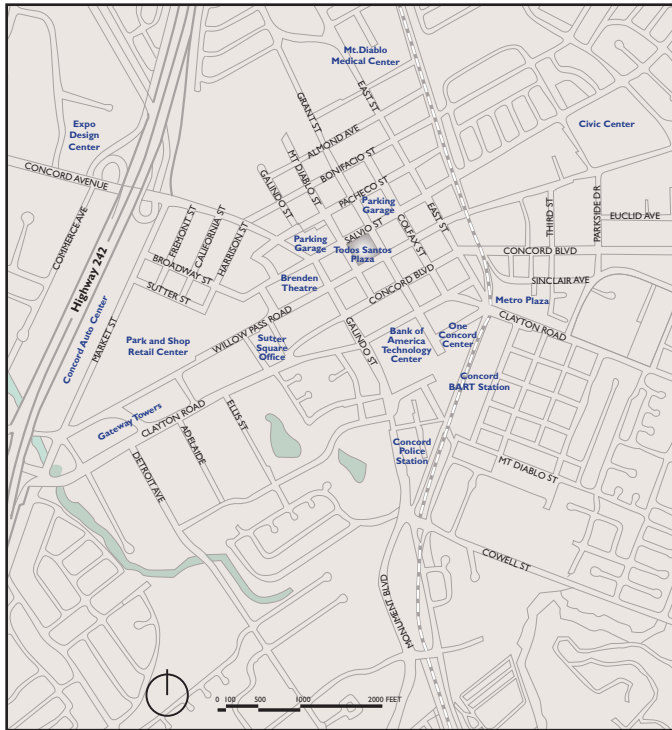 Mt.Diablo
Medical Center
GRANT ST
EAST ST
Expo
Design
Center
Civic Center
ALMOND AVE
MT DIABLO ST
BONIFACIO ST
CONCORD AVENUE
GALINDO ST
PACHECO ST
Parking
Garage
THIRD ST
PARKSIDE DR
EUCLID AVE
COMMERCE AVE
FREMONT ST
CALIFORNIA ST
HARRISON ST
SALVIO ST
COLFAX ST
EAST ST
Parking
Garage
Todos Santos
Plaza
CONCORD BLVD
BROADWAY ST
Highway 242
Brenden
Theatre
CONCORD BLVD
SINCLAIR AVE
SUTTER ST
Metro Plaza
CLAYTON ROAD
Concord Auto Center
MARKET ST
WILLOW PASS ROAD
Park and Shop
Retail Center
Sutter
Square
Office
GALINDO ST
Bank of
America
Technology
Center
One
Concord
Center
Concord
BART Station
Gateway Towers
CLAYTON ROAD
ELLIS ST
ADELAIDE
DETROIT AVE
Concord
Police
Station
MT DIABLO ST
COWELL ST
MONUMENT BLVD
0 100 500 1000 2000 FEET